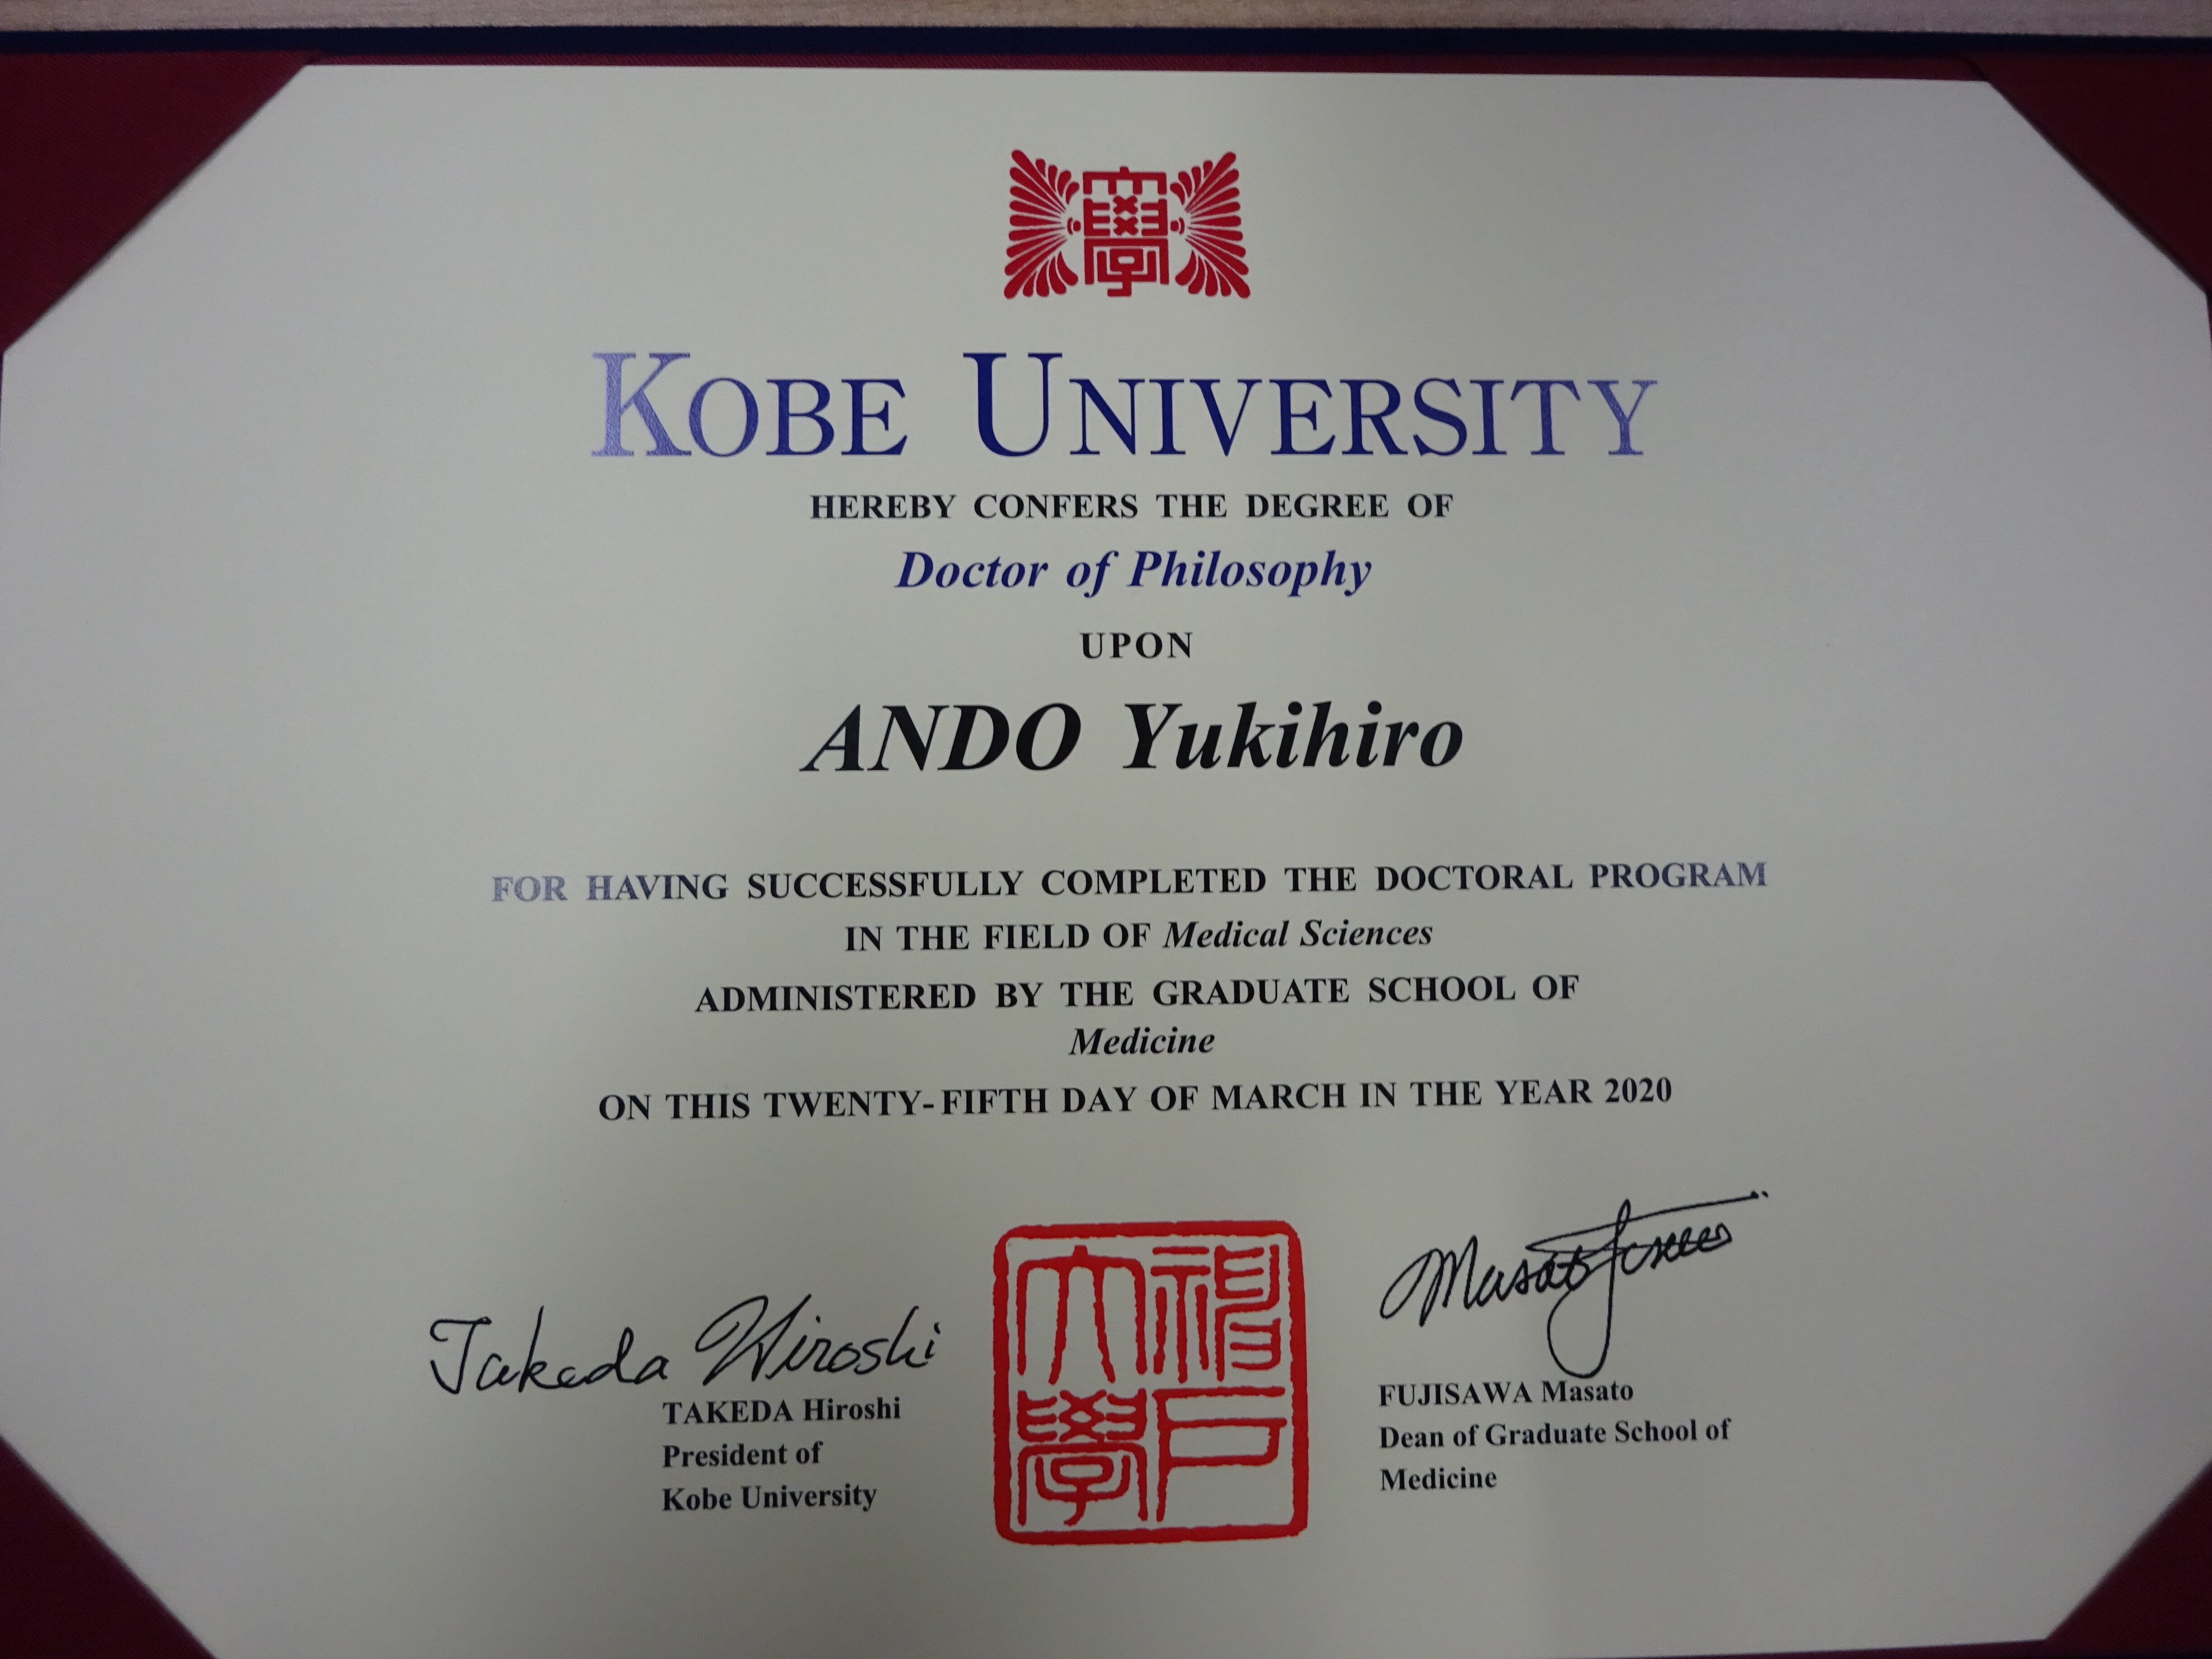 大學
KOBE UNIVERSITY
HEREBY CONFERS THE DEGREE OF
Doctor of Philosophy
UPON
ANDO Yukihiro
FOR HAVING SUCCESSFULLY COMPLETED THE DOCTORAL PROGRAM
IN THE FIELD OF Medical Sciences
ADMINISTERED BY THE GRADUATE SCHOOL OF
Medicine
ON THIS TWENTY-FIFTH DAY OF MARCH IN THE YEAR 2020
Takeda Hiroshi
TAKEDA Hiroshi
President of
Kobe University
神戸
大學
Masato
FUJISAWA Masato
Dean of Graduate School of
Medicine